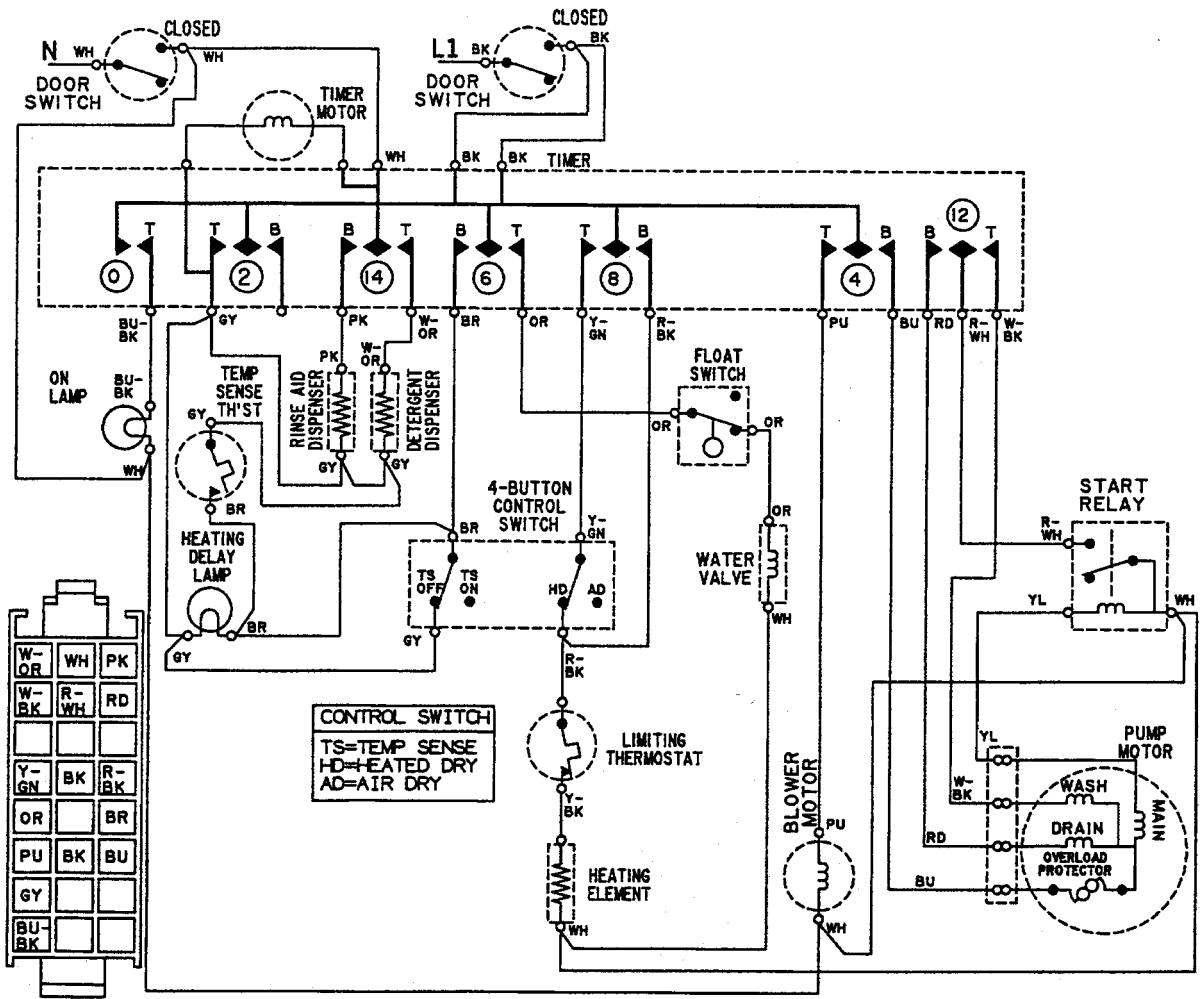 CLOSED
CLOSED
N WH
WH
L1 BK
BK
DOOR
SWITCH
DOOR
SWITCH
TIMER
MOTOR
WH
BK
BK
TIMER
T
T
B
B
T
B
T
T
B
T
B
B
T
12
0
2
14
6
8
4
BU-
BK
GY
PK
W-
OR
BR
OR
Y-
GN
R-
BK
PU
BU
RD
R-
WH
W-
BK
ON
LAMP
BU-
BK
WH
TEMP
SENSE
TH'ST
GY
BR
RINSE AID
DISPENSER
PK
GY
DETERGENT
DISPENSER
W-
OR
GY
FLOAT
SWITCH
OR
OR
4-BUTTON
CONTROL
SWITCH
BR
Y-
GN
TS
OFF
TS
ON
HD
AD
GY
R-
BK
HEATING
DELAY
LAMP
BR
GY
OR
WATER
VALVE
WH
START
RELAY
R-
WH
YL
WH
W-
OR
WH
PK
W-
BK
R-
WH
RD
Y-
GN
BK
R-
BK
OR
BR
PU
BK
BU
GY
BU-
BK
CONTROL SWITCH
TS=TEMP SENSE
HD=HEATED DRY
AD=AIR DRY
LIMITING
THERMOSTAT
Y-
BK
HEATING
ELEMENT
WH
BLOWER
MOTOR
PU
WH
YL
PUMP
MOTOR
W-
BK
WASH
MAIN
RD
DRAIN
OVERLOAD
PROTECTOR
BU